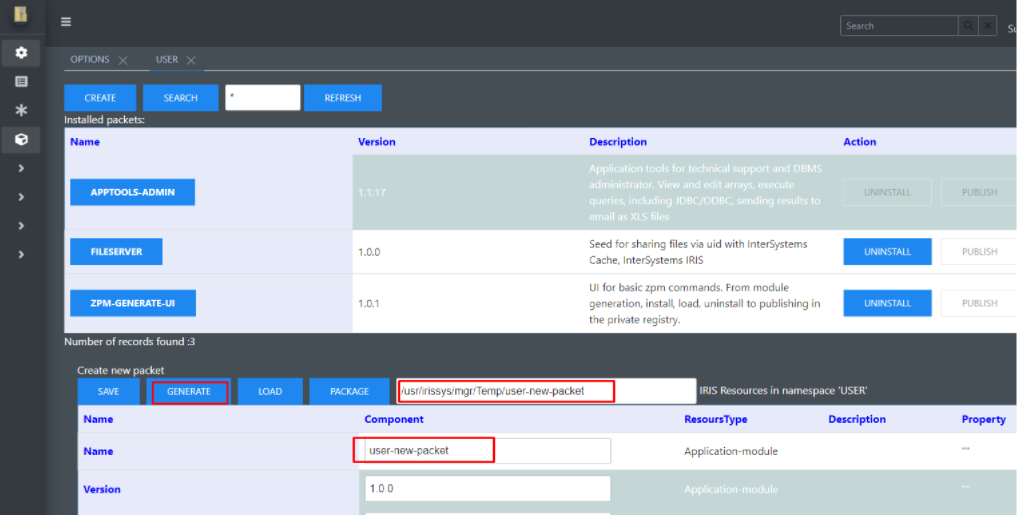 Search
Su
OPTIONS
USER
CREATE SEARCH * REFRESH
Installed packets:
Name Version Description Action
APPTOOLS-ADMIN 1.1.17 Application tools for technical support and DBMS
administrator. View and edit arrays, execute
queries, including JDBC/ODBC, sending results to
email as XLS files
UNINSTALL PUBLISH
FILESERVER 1.0.0 Seed for sharing files via uid with InterSystems
Cache, InterSystems IRIS
UNINSTALL PUBLISH
ZPM-GENERATE-UI 1.0.1 UI for basic zpm commands. From module
generation, install, load, uninstall to publishing in
the private registry.
UNINSTALL PUBLISH
Number of records found :3
Create new packet
SAVE GENERATE LOAD PACKAGE /usr/irissys/mgr/Temp/user-new-packet IRIS Resources in namespace 'USER'
Name Component ResoursType Description Property
Name user-new-packet Application-module ""
Version 1.0.0 Application-module ""